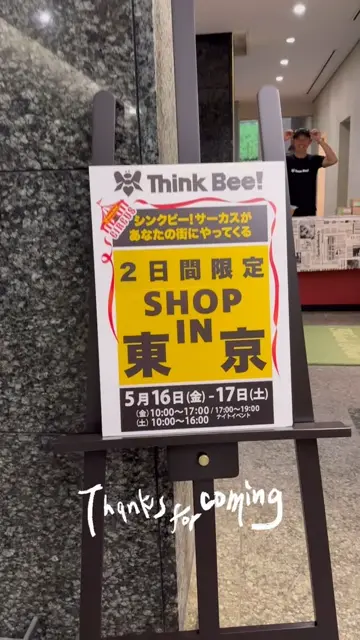 Think Bee!
circus
シンクビー!サーカスが
あなたの街にやってくる
2日間限定
SHOP
IN
東京
5月16日(金)-17日(土)
(金)10:00〜17:00/17:00〜19:00
ナイトイベント
(土)10:00〜16:00
Thanks for coming